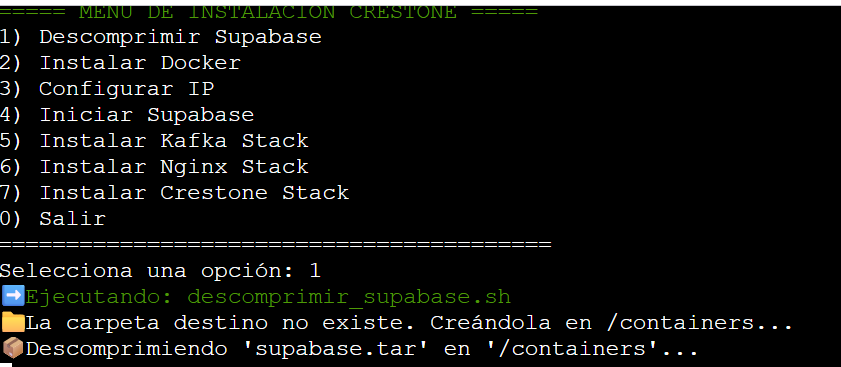 ===== MENU DE INSTALACION CRESTONE =====
1) Descomprimir Supabase
2) Instalar Docker
3) Configurar IP
4) Iniciar Supabase
5) Instalar Kafka Stack
6) Instalar Nginx Stack
7) Instalar Crestone Stack
0) Salir
=========================================
Selecciona una opción: 1
➡️Ejecutando: descomprimir_supabase.sh
📁La carpeta destino no existe. Creándola en /containers...
📦Descomprimiendo 'supabase.tar' en '/containers'...